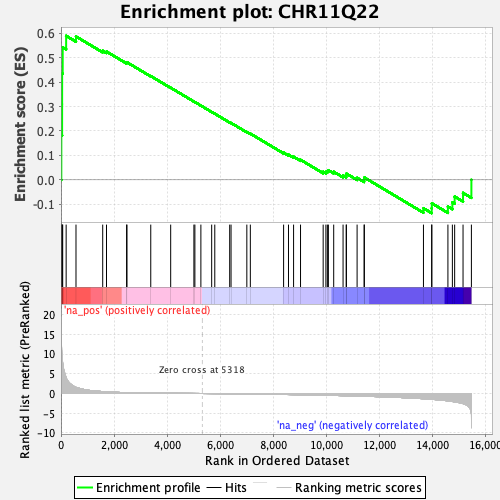 Enrichment plot: CHR11Q22
Enrichment score (ES)
0.6
0.5
0.4
0.3
0.2
0.1
0.0
-0.1
'na_pos' (positively correlated)
Ranked list metric (PreRanked)
20
15
10
5
0
-5
-10
Zero cross at 5318
'na_neg' (negatively correlated)
0
2,000
4,000
6,000
8,000
10,000
12,000
14,000
16,000
Rank in Ordered Dataset
Enrichment profile
Hits
Ranking metric scores